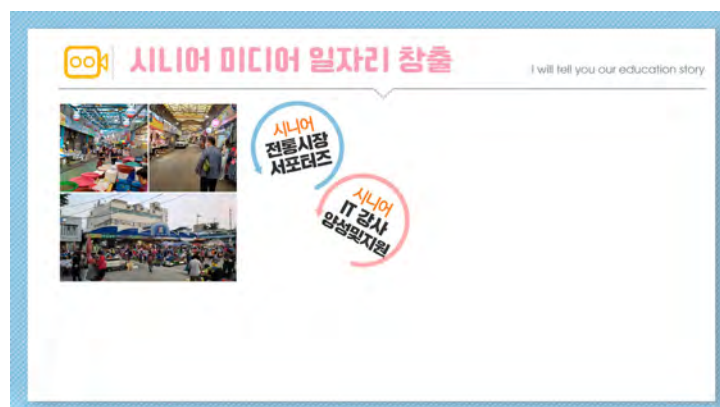 시니어 미디어 일자리 창출
I will tell you our education story
시니어
전통시장
서포터즈
시니어
IT 강사
양성및지원